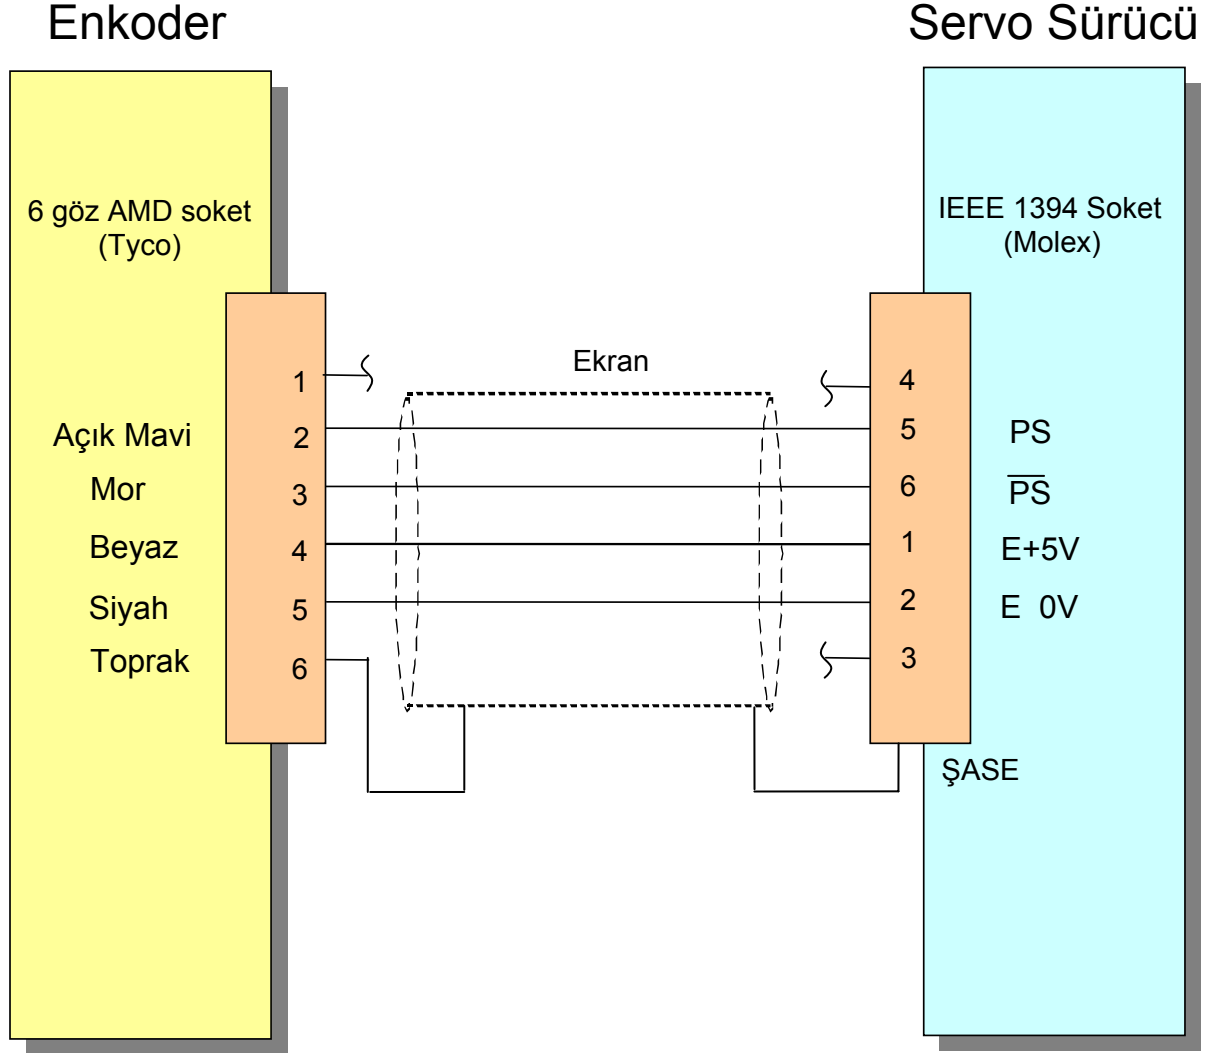 Enkoder
Servo Sürücü
6 göz AMD soket
(Tyco)
IEEE 1394 Soket
(Molex)
Ekran
1
4
Açık Mavi 2
5 PS
Mor 3
6 P̅S̅
Beyaz 4
1 E+5V
Siyah 5
2 E 0V
Toprak 6
3
ŞASE